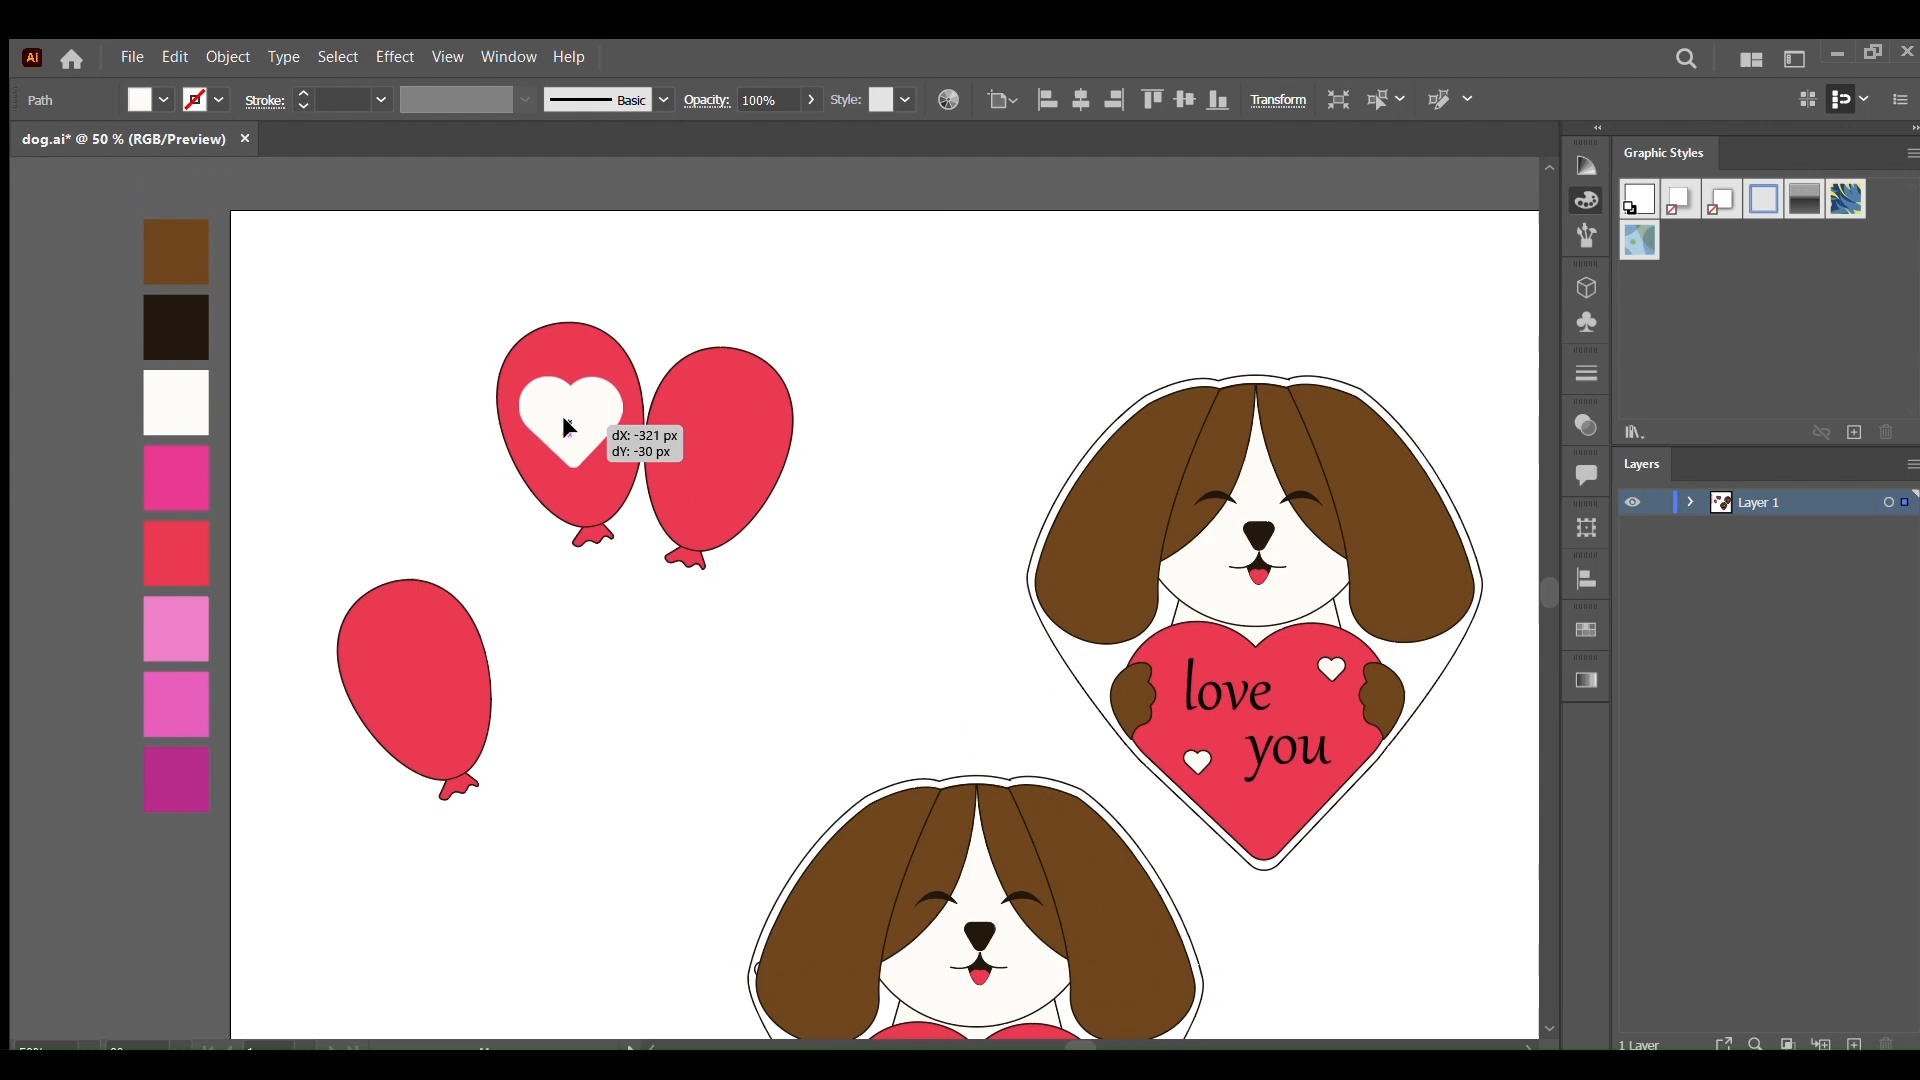 Ai File Edit Object Type Select Effect View Window Help
Path Stroke: Basic Opacity: 100% Style: Transform
dog.ai* @ 50 % (RGB/Preview)
Graphic Styles
dX: -321 px
dY: -30 px
Layers
Layer 1
love
you
1 Layer